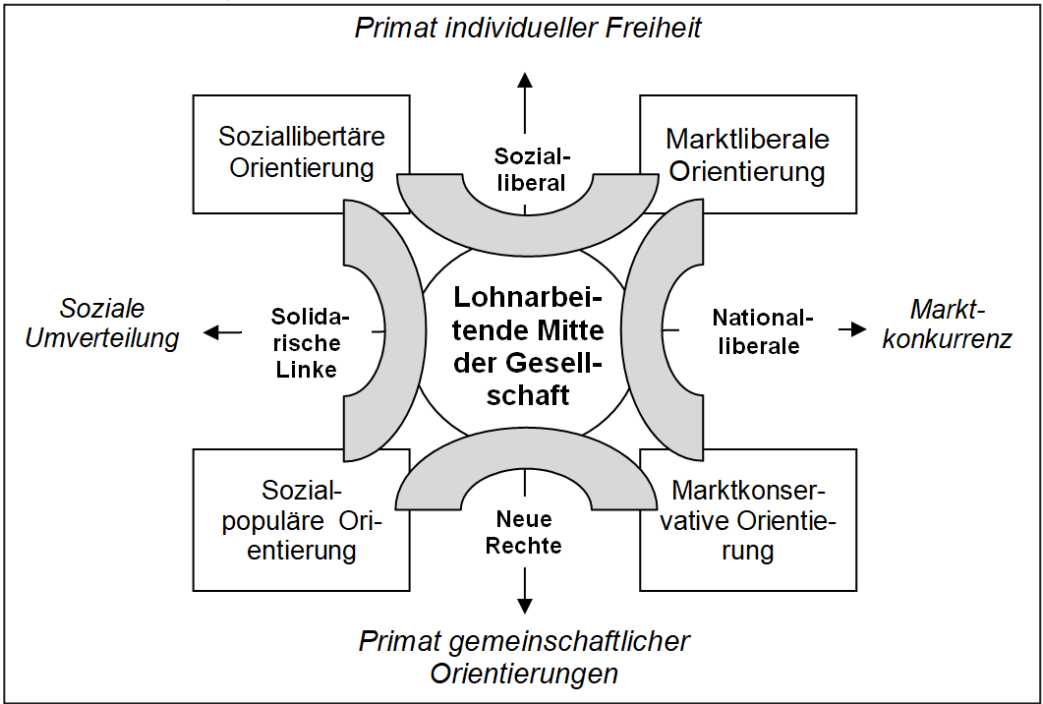 Primat individueller Freiheit
Soziallibertäre
Orientierung
Sozial-
liberal
Marktliberale
Orientierung
Soziale
Umverteilung
Solida-
rische
Linke
Lohnarbei-
tende Mitte
der Gesell-
schaft
National-
liberale
Markt-
konkurrenz
Sozial-
populäre Ori-
entierung
Neue
Rechte
Marktkonser-
vative Orientie-
rung
Primat gemeinschaftlicher
Orientierungen